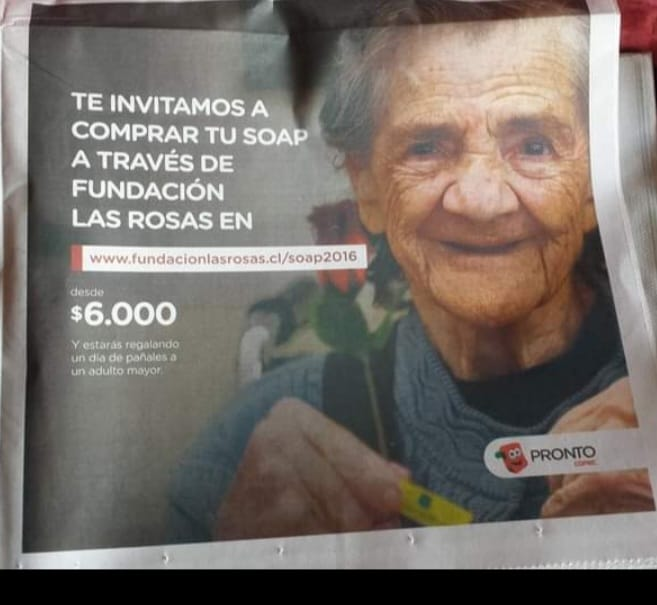 TE INVITAMOS A
COMPRAR TU SOAP
A TRAVÉS DE
FUNDACIÓN
LAS ROSAS EN
www.fundacionlasrosas.cl/soap2016
desde
$6.000
Y estarás regalando
un día de pañales a
un adulto mayor.
PRONTO
COPEC